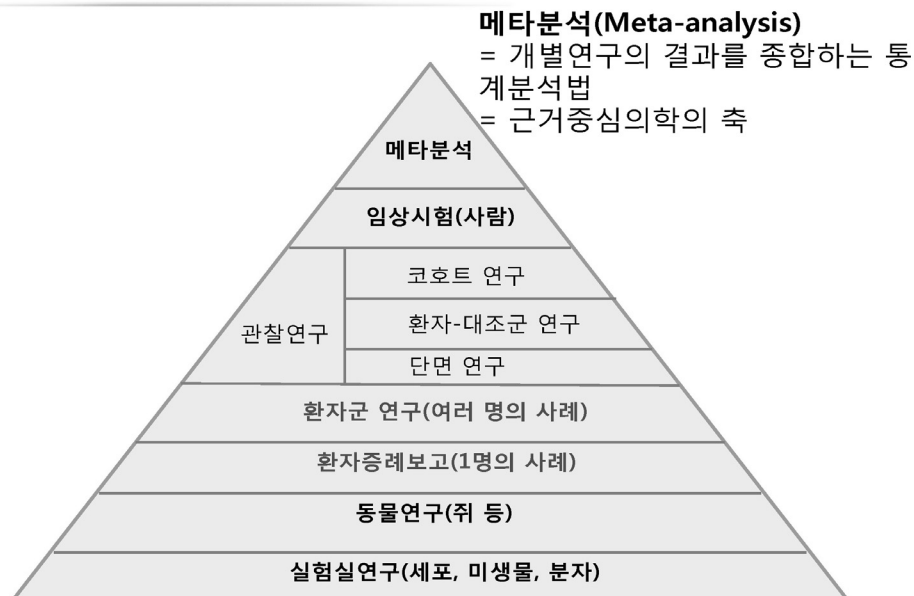 메타분석(Meta-analysis)
= 개별연구의 결과를 종합하는 통
계분석법
= 근거중심의학의 축
메타분석
임상시험(사람)
관찰연구
코호트 연구
환자-대조군 연구
단면 연구
환자군 연구(여러 명의 사례)
환자증례보고(1명의 사례)
동물연구(쥐 등)
실험실연구(세포, 미생물, 분자)